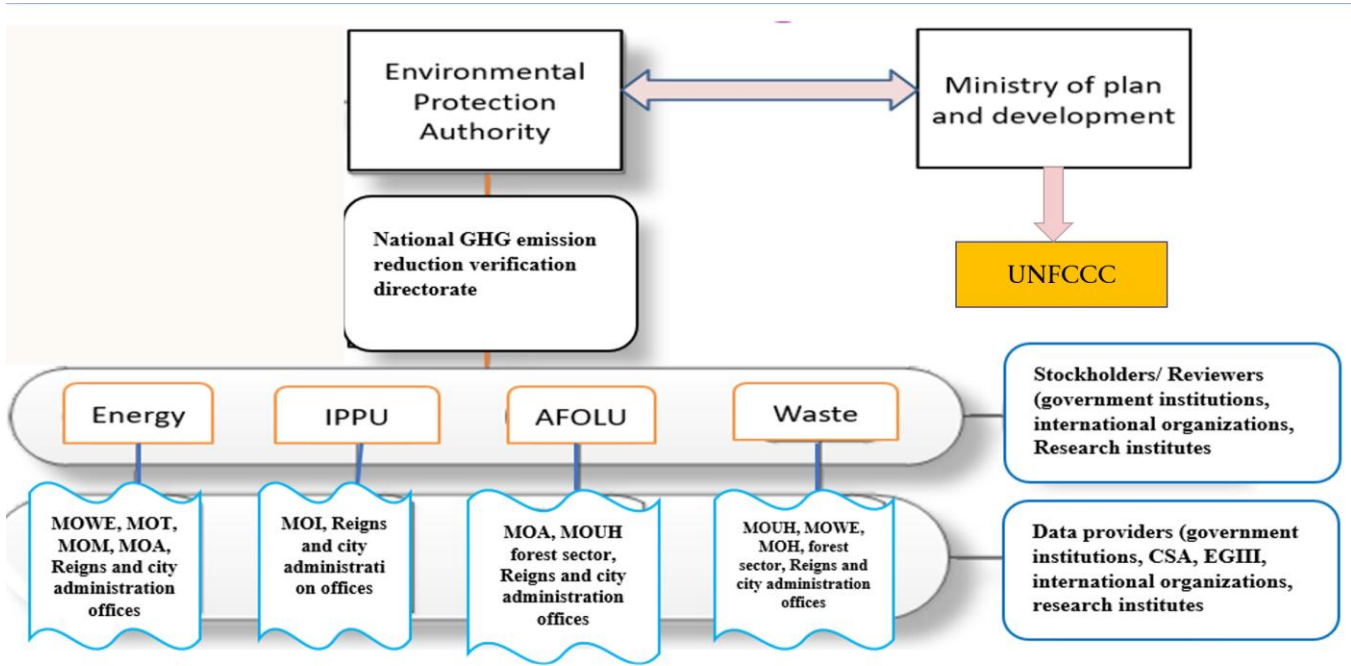 Environmental
Protection
Authority
Ministry of plan
and development
National GHG emission
reduction verification
directorate
UNFCCC
Energy
IPPU
AFOLU
Waste
Stockholders/ Reviewers
(government institutions,
international organizations,
Research institutes
MOWE, MOT,
MOM, MOA,
Reigns and city
administration
offices
MOI, Reigns
and city
administrati
on offices
MOA, MOUH
forest sector,
Reigns and city
administration
offices
MOUH, MOWE,
MOH, forest
sector, Reigns and
city administration
offices
Data providers (government
institutions, CSA, EGIII,
international organizations,
research institutes